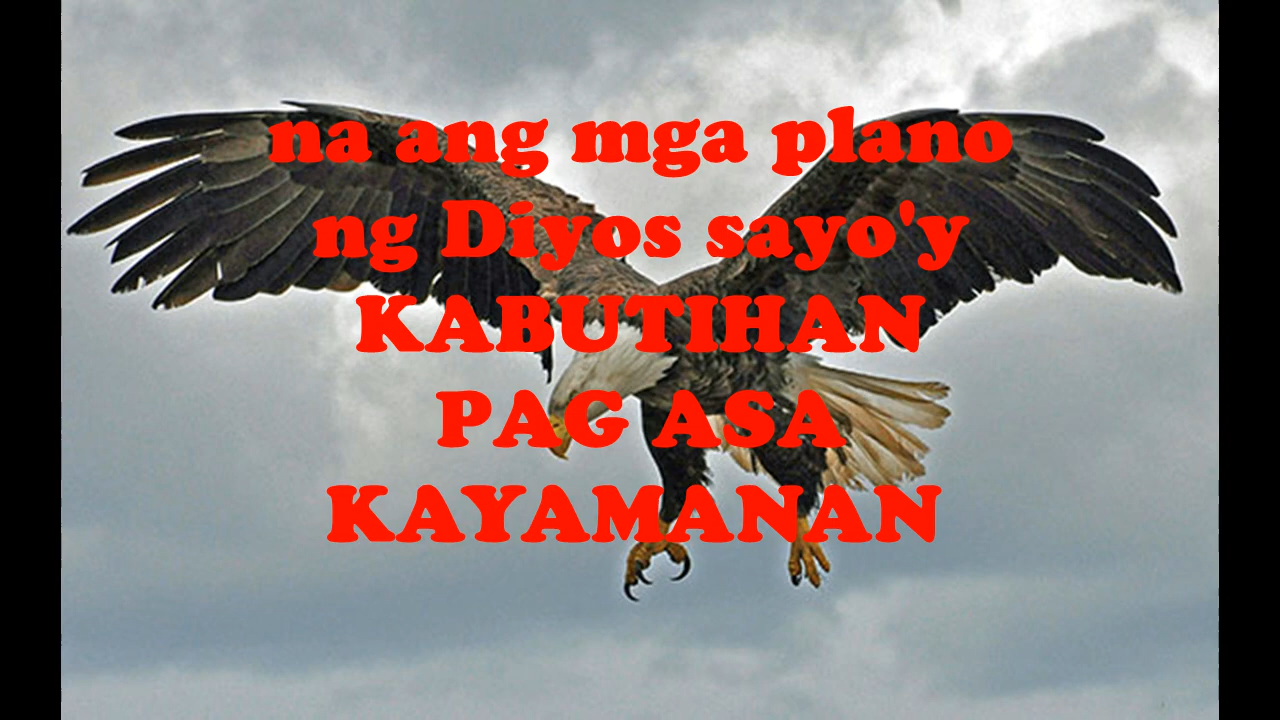 na ang mga plano
ng Diyos sayo'y
KABUTIHAN
PAG ASA
KAYAMANAN